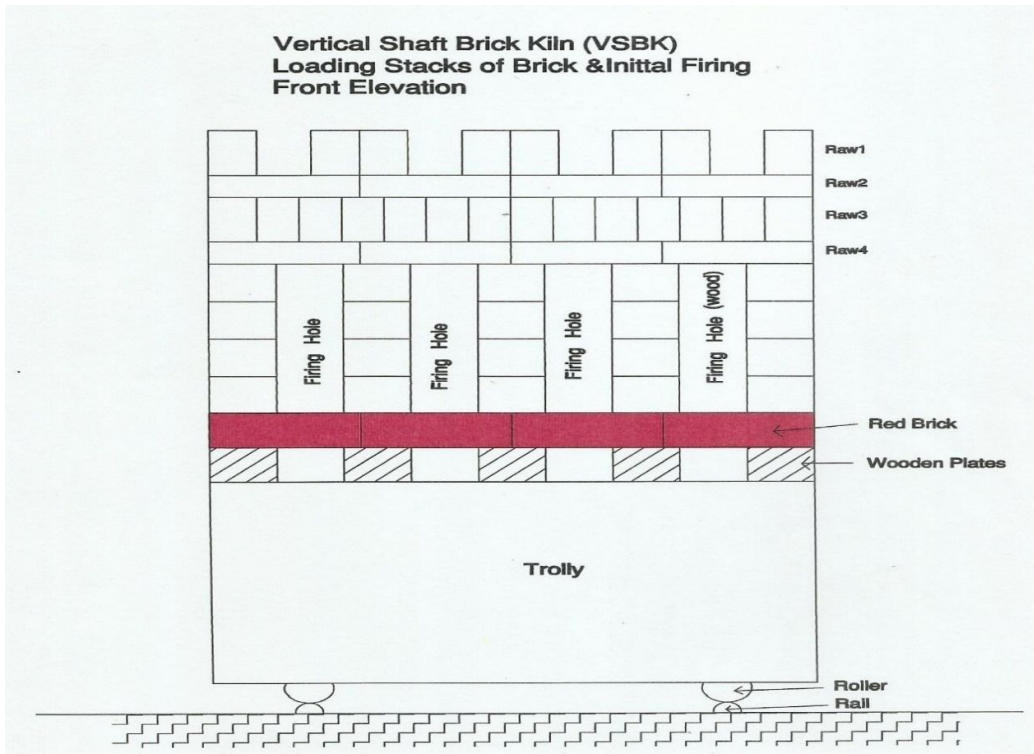 Vertical Shaft Brick Kiln (VSBK)
Loading Stacks of Brick &Inittal Firing
Front Elevation
Raw1
Raw2
Raw3
Raw4
Firing Hole
Firing Hole
Firing Hole
Firing Hole (wood)
Red Brick
Wooden Plates
Trolly
Roller
Rail